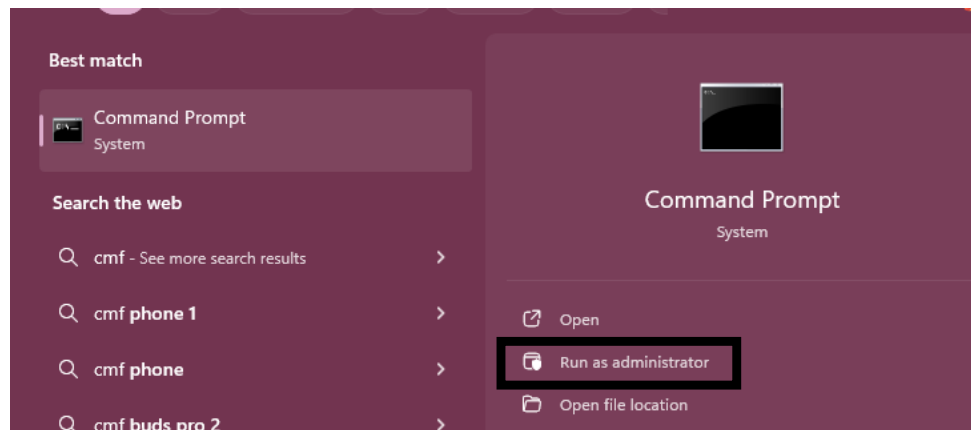 Best match
Command Prompt
System
Search the web
cmf - See more search results
cmf phone 1
cmf phone
cmf buds pro 2
Command Prompt
System
Open
Run as administrator
Open file location